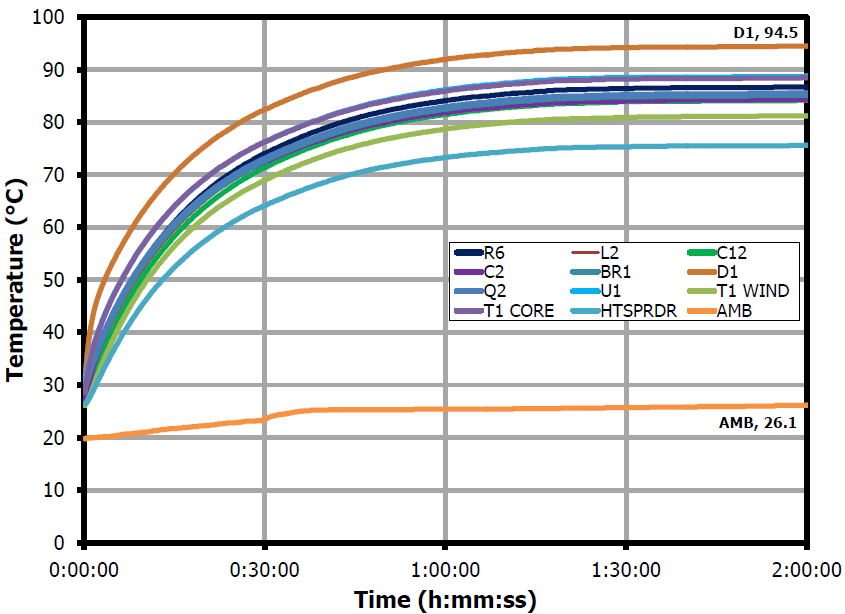 100
90
80
70
60
50
40
30
20
10
0
Temperature (°C)
D1, 94.5
R6 L2 C12
C2 BR1 D1
Q2 U1 T1 WIND
T1 CORE HTSPRDR AMB
AMB, 26.1
0:00:00 0:30:00 1:00:00 1:30:00 2:00:00
Time (h:mm:ss)